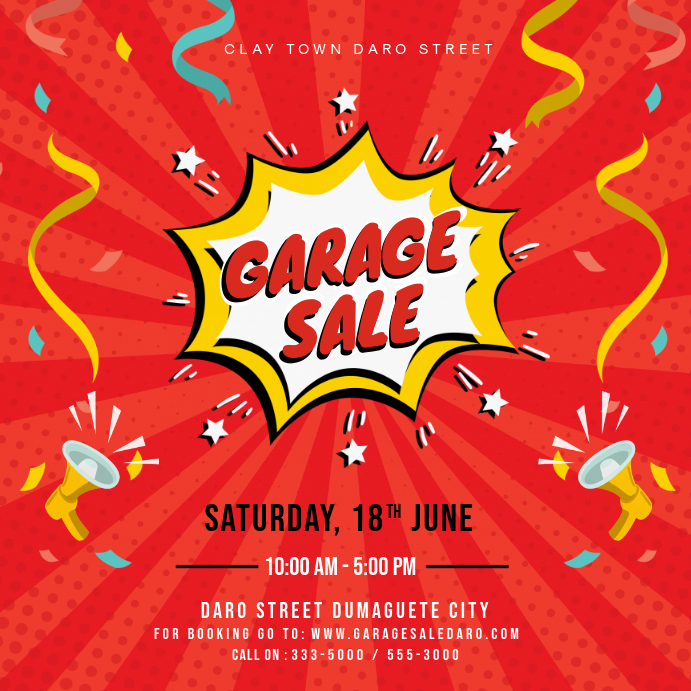 CLAY TOWN DARO STREET
GARAGE
SALE
SATURDAY, 18TH JUNE
10:00 AM - 5:00 PM
DARO STREET DUMAGUETE CITY
FOR BOOKING GO TO: WWW.GARAGESALEDARO.COM
CALL ON :333-5000 / 555-3000